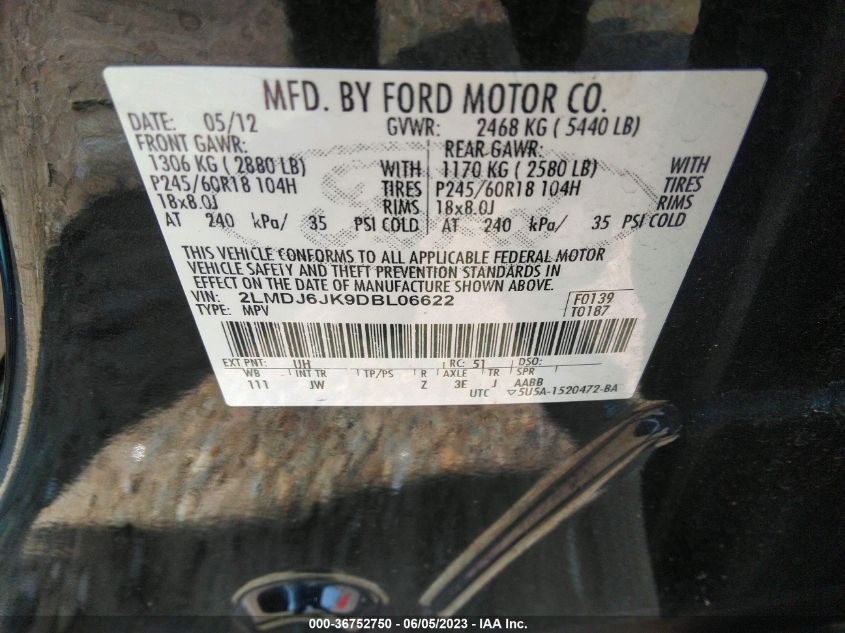 MFD. BY FORD MOTOR CO.
DATE: 05/12 GVWR: 2468 KG ( 5440 LB)
FRONT GAWR: REAR GAWR:
1306 KG ( 2880 LB) WITH 1170 KG ( 2580 LB) WITH
P245/60R18 104H TIRES P245/60R18 104H TIRES
18x8.0J RIMS 18x8.0J RIMS
AT 240 kPa/ 35 PSI COLD AT 240 kPa/ 35 PSI COLD
THIS VEHICLE CONFORMS TO ALL APPLICABLE FEDERAL MOTOR
VEHICLE SAFETY AND THEFT PREVENTION STANDARDS IN
EFFECT ON THE DATE OF MANUFACTURE SHOWN ABOVE.
VIN: 2LMDJ6JK9DBL06622 F0139
TYPE: MPV T0187
EXT PNT: UH RC: 51 DSO:
WB INT TR TP/PS R AXLE TR SPR
111 JW Z 3E J AABB
UTC ▽5U5A-1520472-BA
000-36752750 - 06/05/2023 - IAA Inc.